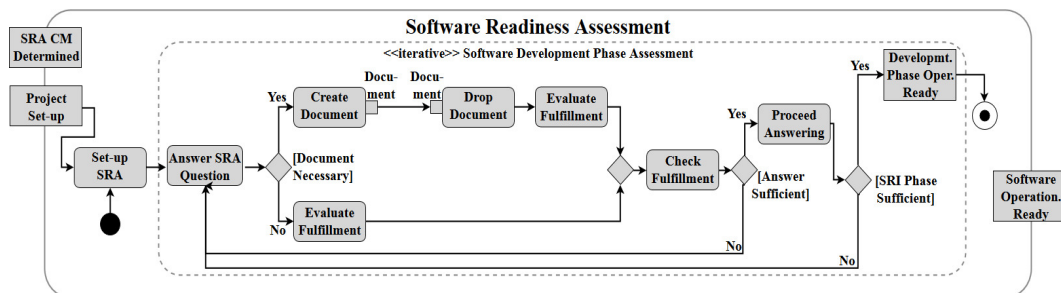 Software Readiness Assessment
SRA CM
Determined
Project
Set-up
<<iterative>> Software Development Phase Assessment
Set-up
SRA
Answer SRA
Question
Yes
[Document
Necessary]
No
Create
Document
Docu-
ment
Docu-
ment
Drop
Document
Evaluate
Fulfillment
Evaluate
Fulfillment
Check
Fulfillment
Yes
[Answer
Sufficient]
No
Proceed
Answering
Yes
[SRI Phase
Sufficient]
No
Developmt.
Phase Oper.
Ready
Software
Operation.
Ready